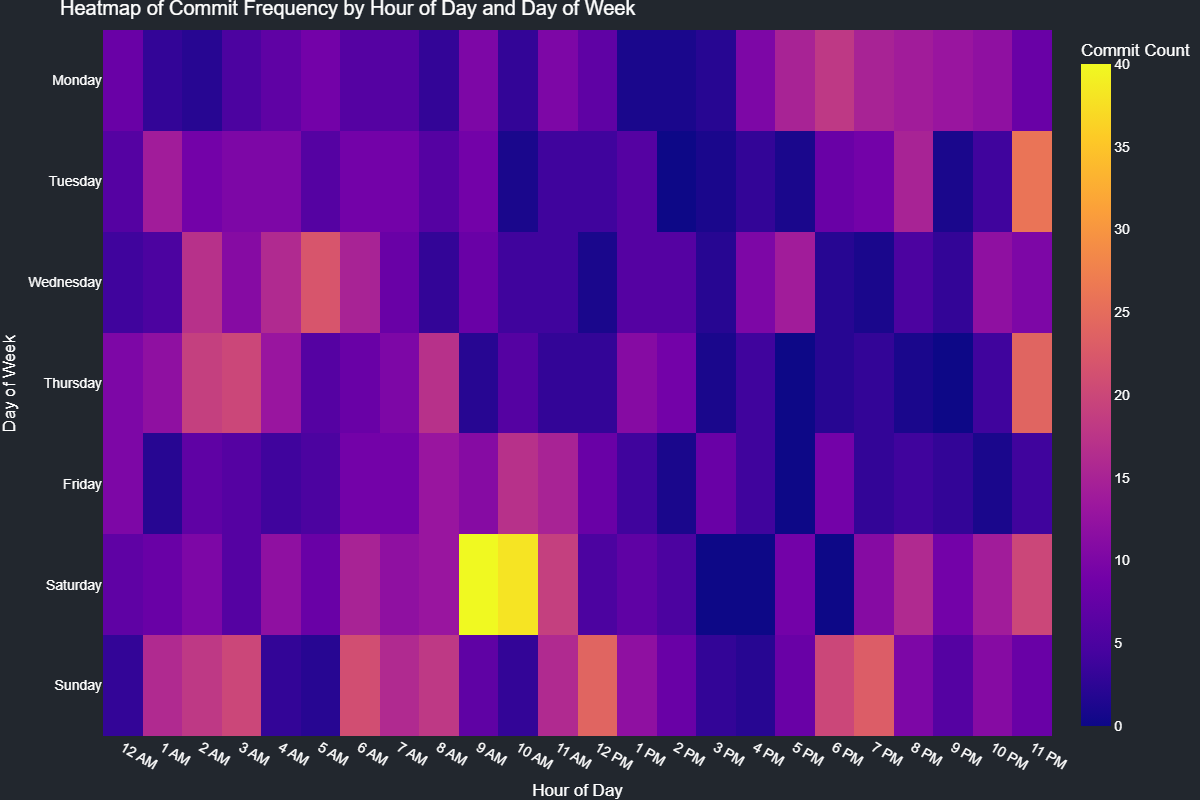 Heatmap of Commit Frequency by Hour of Day and Day of Week
Commit Count
40
35
30
25
20
15
10
5
0
Day of Week
Monday
Tuesday
Wednesday
Thursday
Friday
Saturday
Sunday
12 AM
1 AM
2 AM
3 AM
4 AM
5 AM
6 AM
7 AM
8 AM
9 AM
10 AM
11 AM
12 PM
1 PM
2 PM
3 PM
4 PM
5 PM
6 PM
7 PM
8 PM
9 PM
10 PM
11 PM
Hour of Day